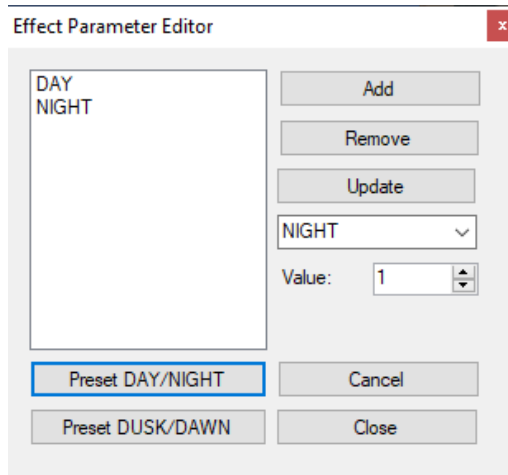 Effect Parameter Editor
x
DAY
NIGHT
Add
Remove
Update
NIGHT
Value: 1
Preset DAY/NIGHT
Cancel
Preset DUSK/DAWN
Close